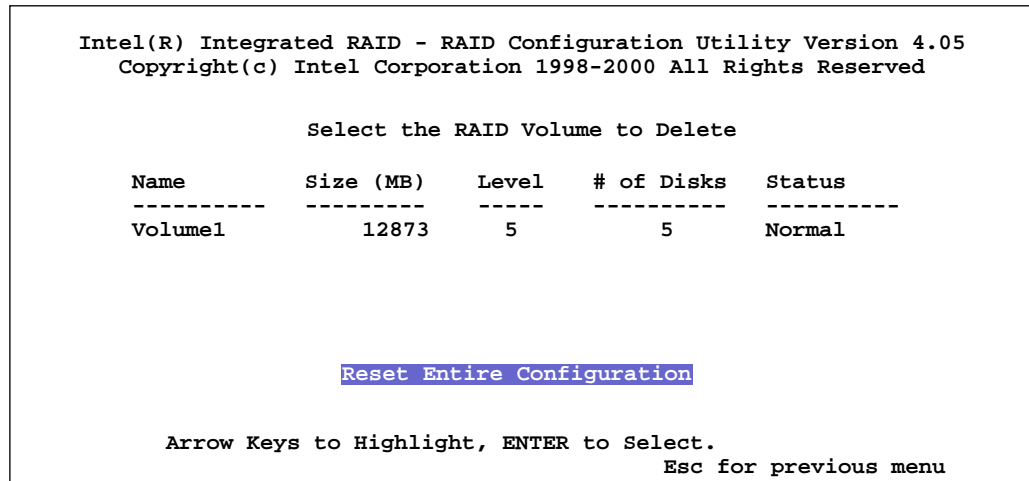 Intel(R) Integrated RAID - RAID Configuration Utility Version 4.05
Copyright(c) Intel Corporation 1998-2000 All Rights Reserved
Select the RAID Volume to Delete
Name Size (MB) Level # of Disks Status
---------- --------- ----- ---------- ----------
Volume1 12873 5 5 Normal
Reset Entire Configuration
Arrow Keys to Highlight, ENTER to Select.
Esc for previous menu